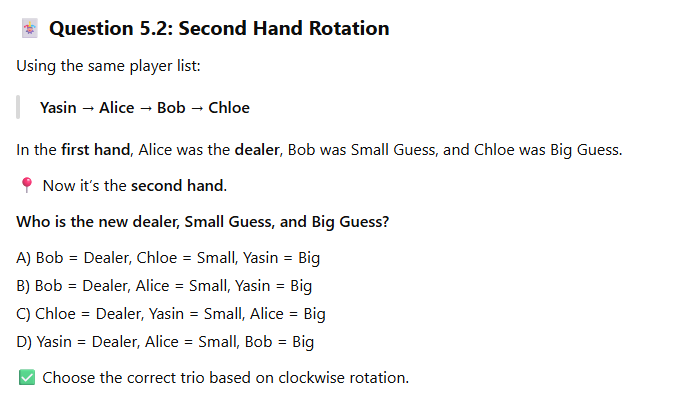 🃏 Question 5.2: Second Hand Rotation
Using the same player list:
Yasin → Alice → Bob → Chloe
In the first hand, Alice was the dealer, Bob was Small Guess, and Chloe was Big Guess.
📍 Now it’s the second hand.
Who is the new dealer, Small Guess, and Big Guess?
A) Bob = Dealer, Chloe = Small, Yasin = Big
B) Bob = Dealer, Alice = Small, Yasin = Big
C) Chloe = Dealer, Yasin = Small, Alice = Big
D) Yasin = Dealer, Alice = Small, Bob = Big
✅ Choose the correct trio based on clockwise rotation.